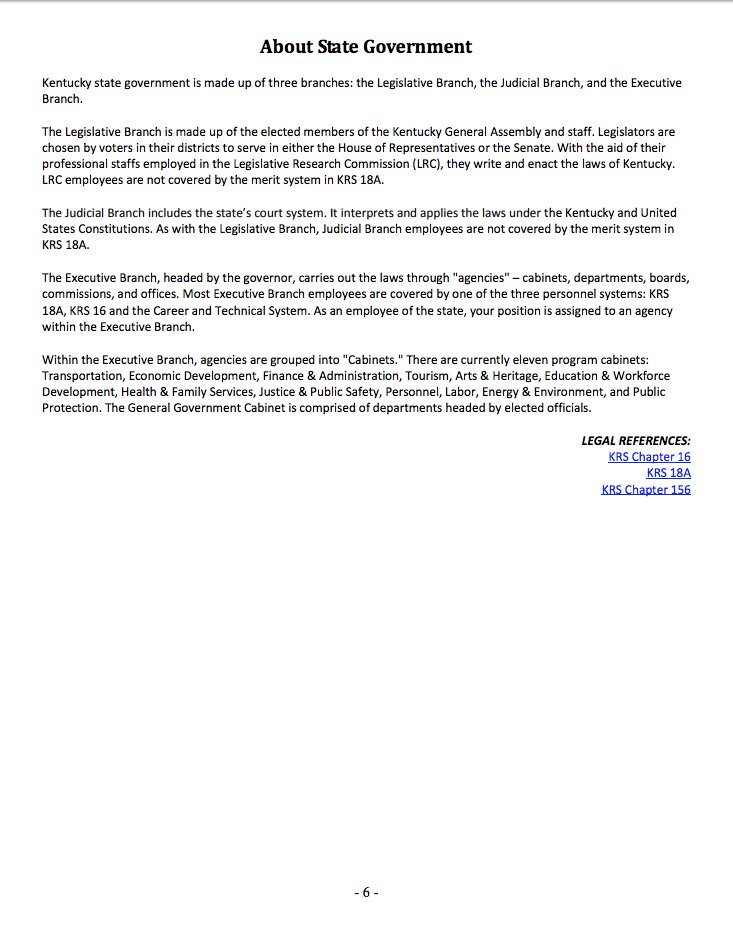 About State Government
Kentucky state government is made up of three branches: the Legislative Branch, the Judicial Branch, and the Executive
Branch.
The Legislative Branch is made up of the elected members of the Kentucky General Assembly and staff. Legislators are
chosen by voters in their districts to serve in either the House of Representatives or the Senate. With the aid of their
professional staffs employed in the Legislative Research Commission (LRC), they write and enact the laws of Kentucky.
LRC employees are not covered by the merit system in KRS 18A.
The Judicial Branch includes the state’s court system. It interprets and applies the laws under the Kentucky and United
States Constitutions. As with the Legislative Branch, Judicial Branch employees are not covered by the merit system in
KRS 18A.
The Executive Branch, headed by the governor, carries out the laws through "agencies" – cabinets, departments, boards,
commissions, and offices. Most Executive Branch employees are covered by one of the three personnel systems: KRS
18A, KRS 16 and the Career and Technical System. As an employee of the state, your position is assigned to an agency
within the Executive Branch.
Within the Executive Branch, agencies are grouped into "Cabinets." There are currently eleven program cabinets:
Transportation, Economic Development, Finance & Administration, Tourism, Arts & Heritage, Education & Workforce
Development, Health & Family Services, Justice & Public Safety, Personnel, Labor, Energy & Environment, and Public
Protection. The General Government Cabinet is comprised of departments headed by elected officials.
LEGAL REFERENCES:
KRS Chapter 16
KRS 18A
KRS Chapter 156
- 6 -